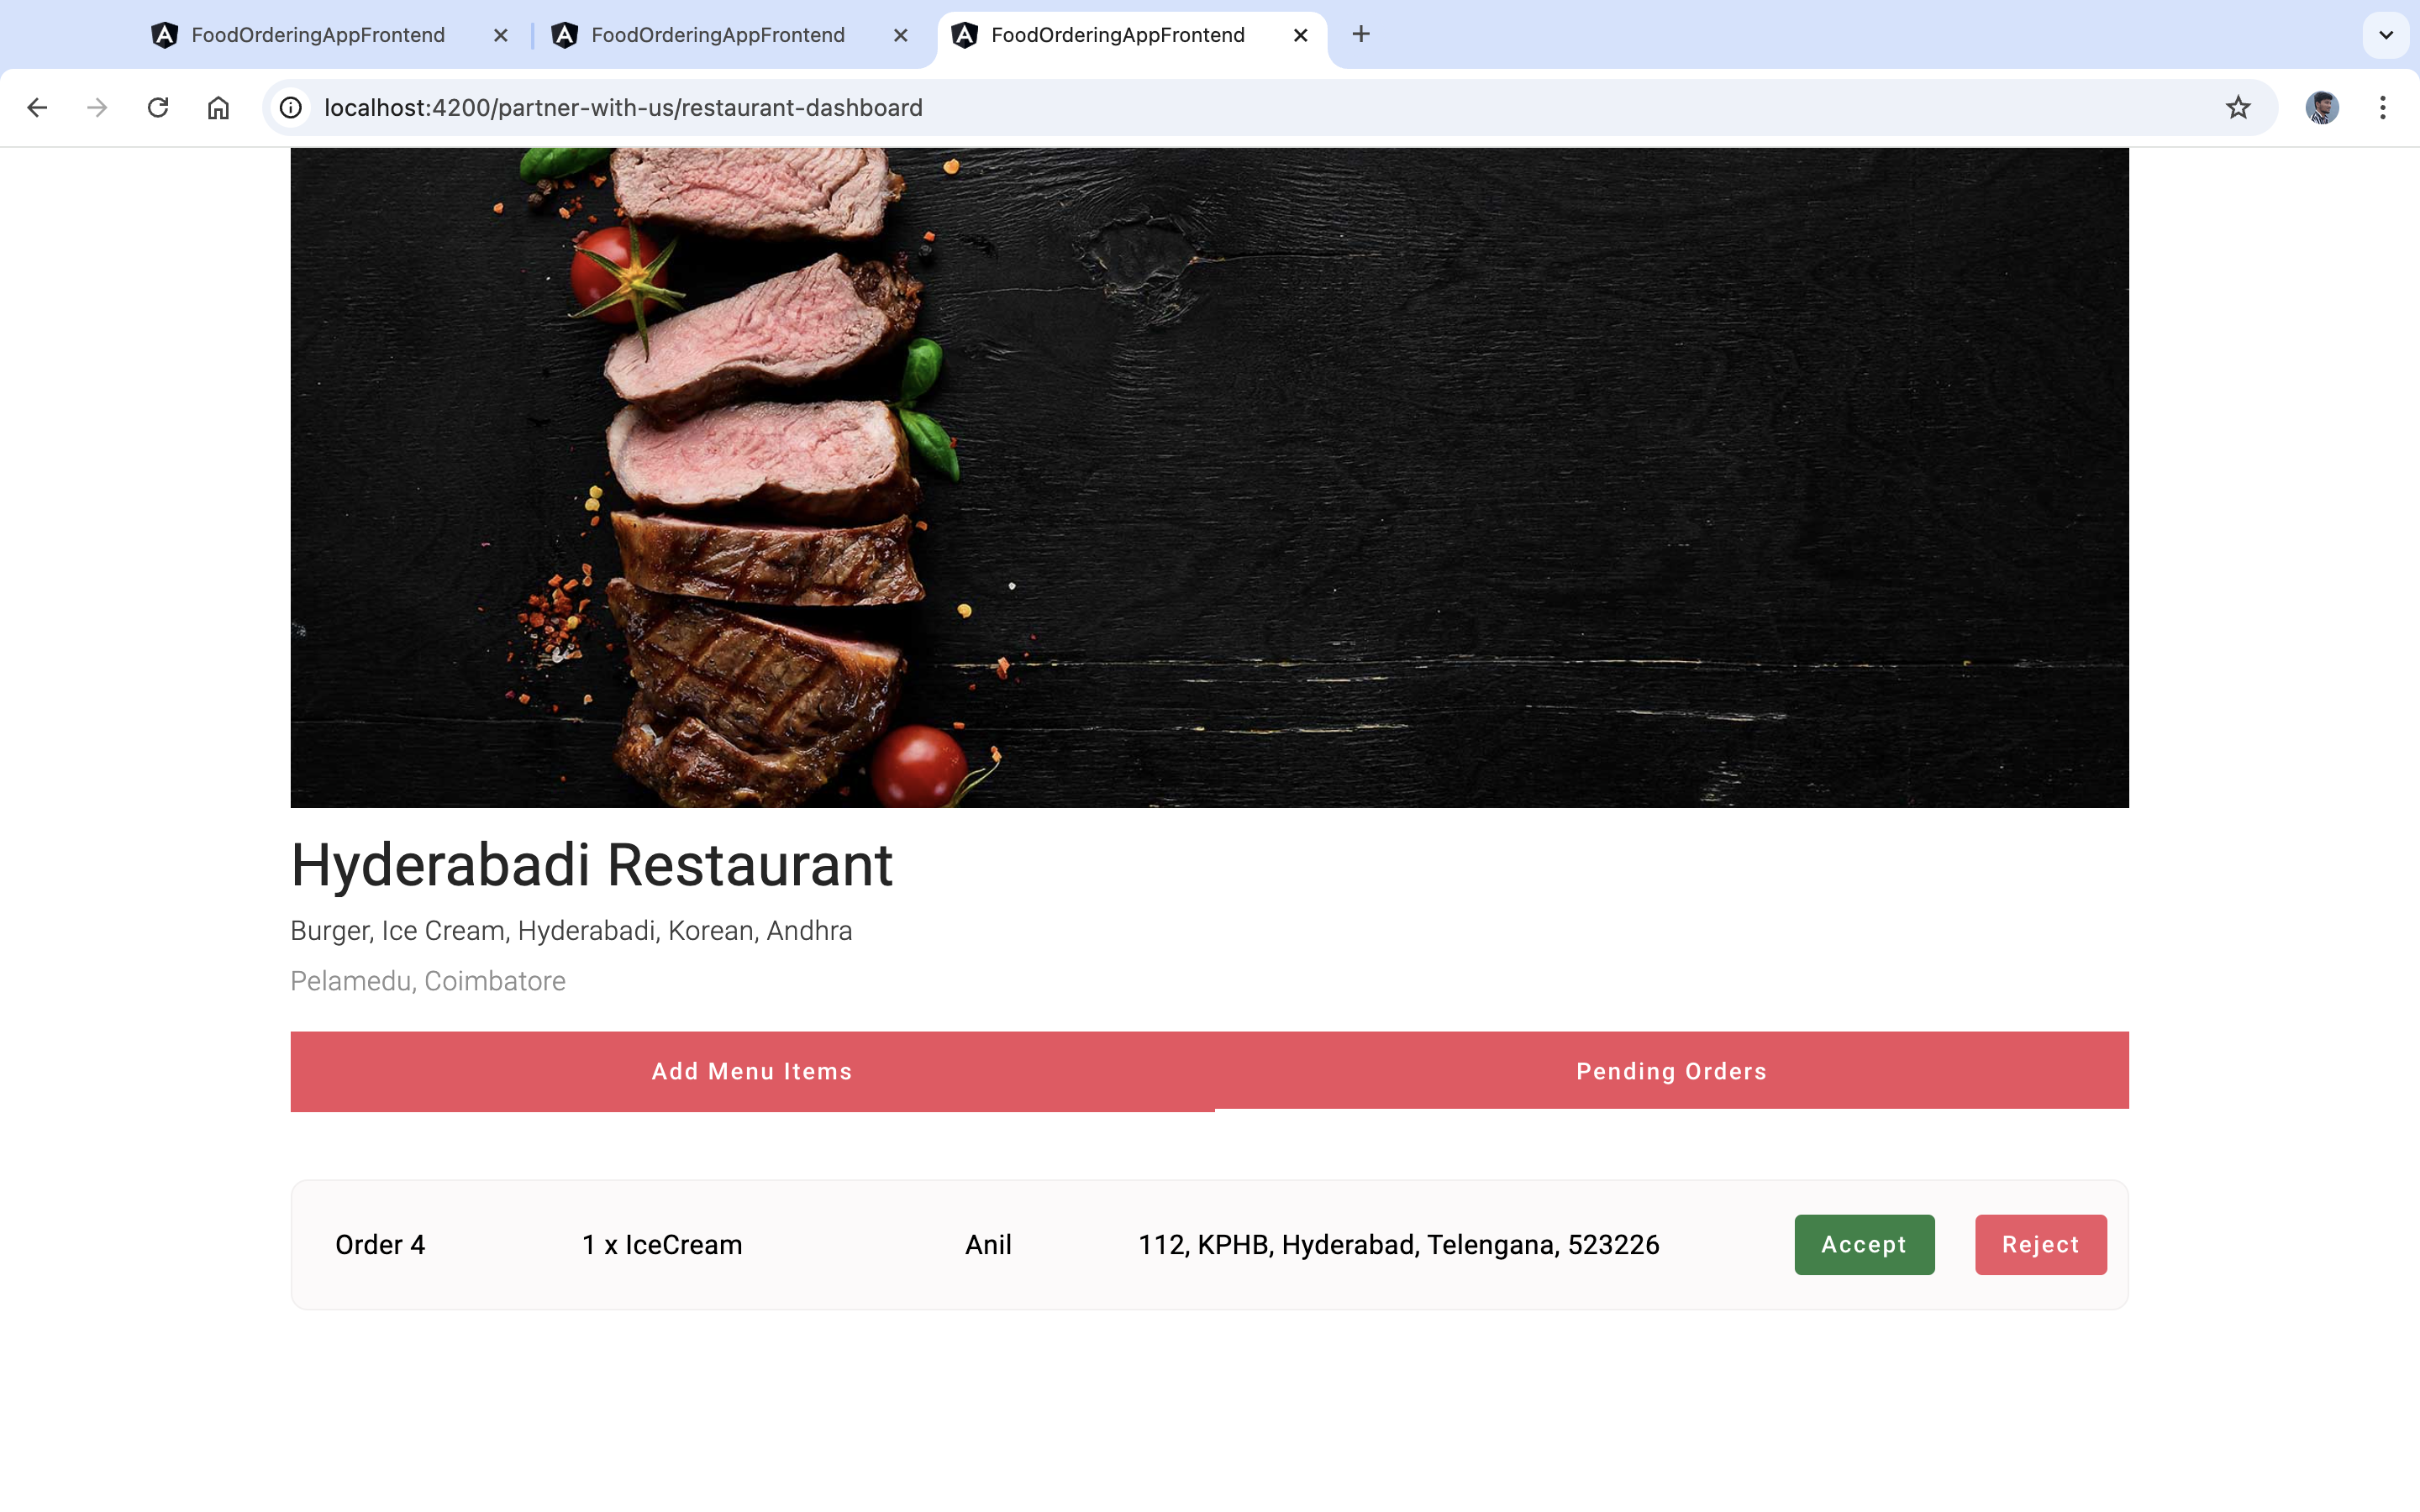 FoodOrderingAppFrontend
FoodOrderingAppFrontend
FoodOrderingAppFrontend
localhost:4200/partner-with-us/restaurant-dashboard
Hyderabadi Restaurant
Burger, Ice Cream, Hyderabadi, Korean, Andhra
Pelamedu, Coimbatore
Add Menu Items
Pending Orders
Order 4
1 x IceCream
Anil
112, KPHB, Hyderabad, Telengana, 523226
Accept
Reject